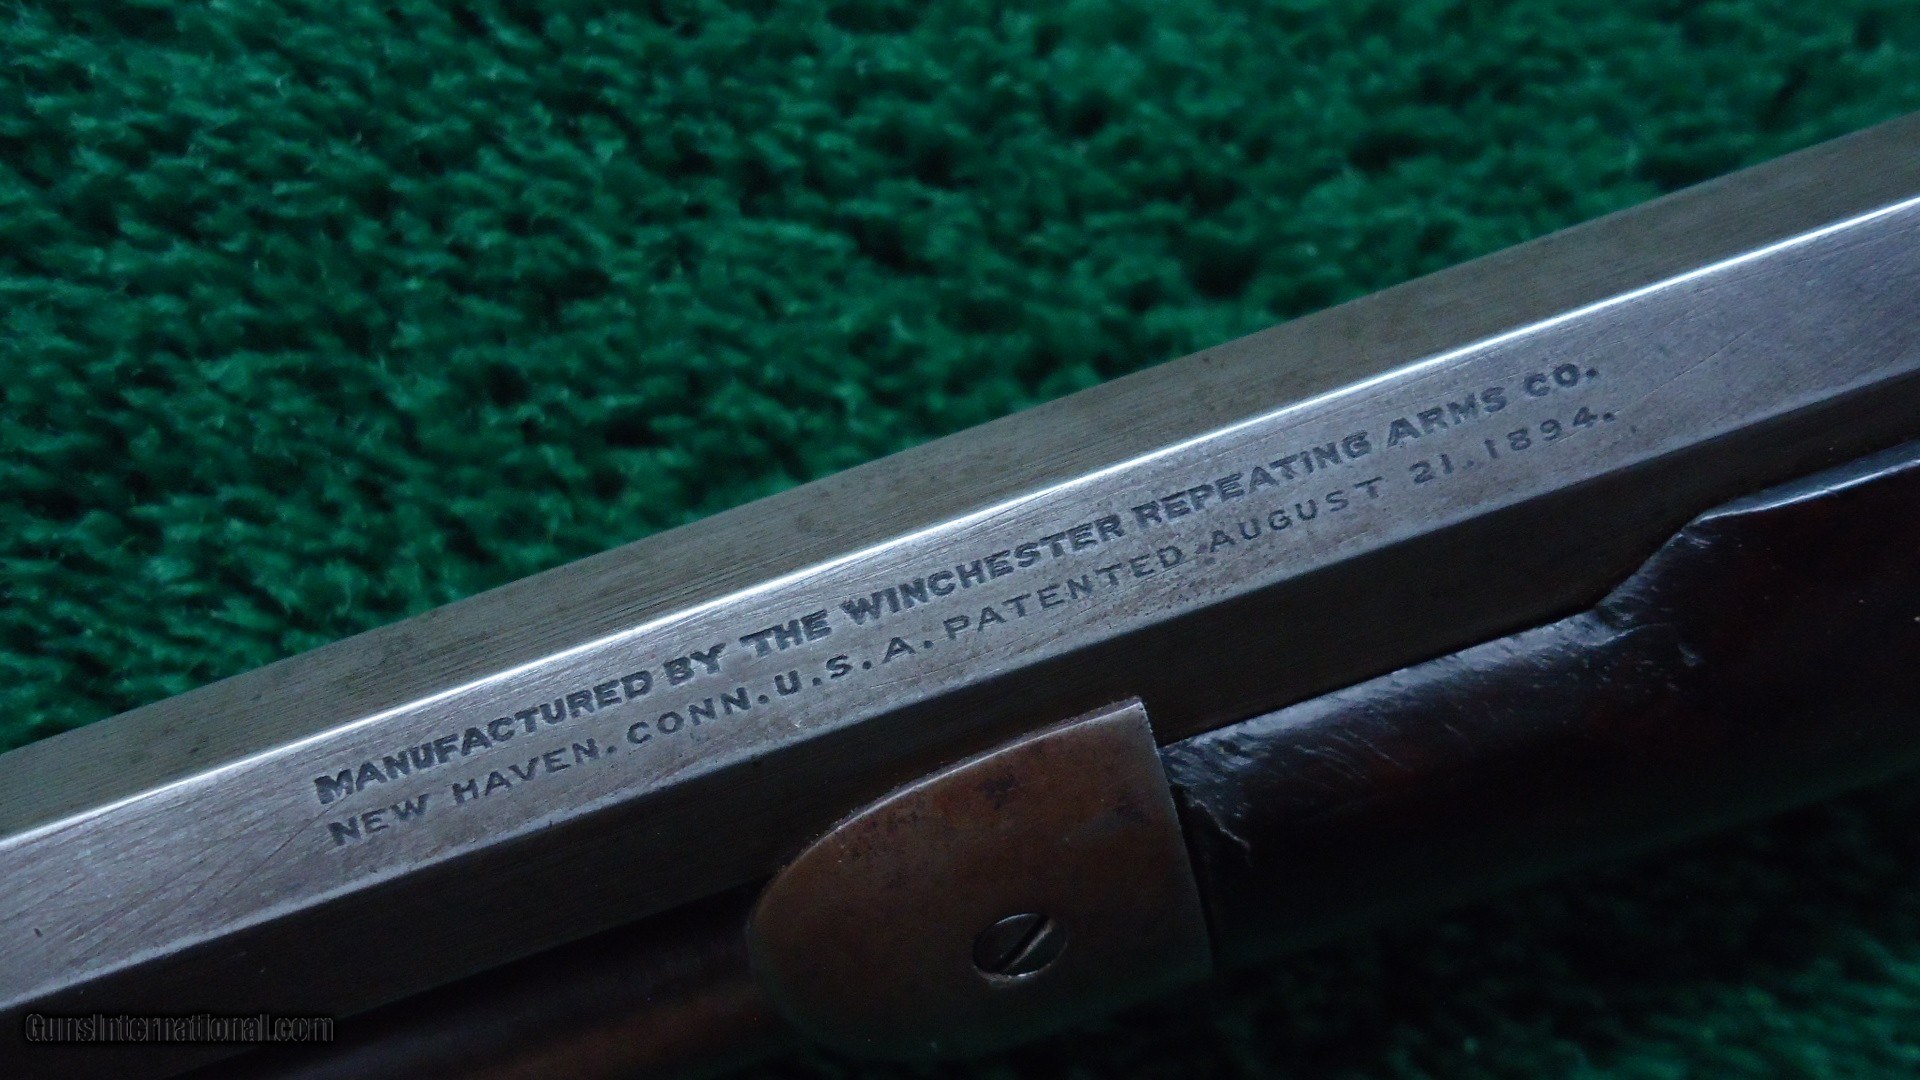 MANUFACTURED BY THE WINCHESTER REPEATING ARMS CO.
NEW HAVEN. CONN. U.S.A. PATENTED AUGUST 21. 1894.
GunsInternational.com